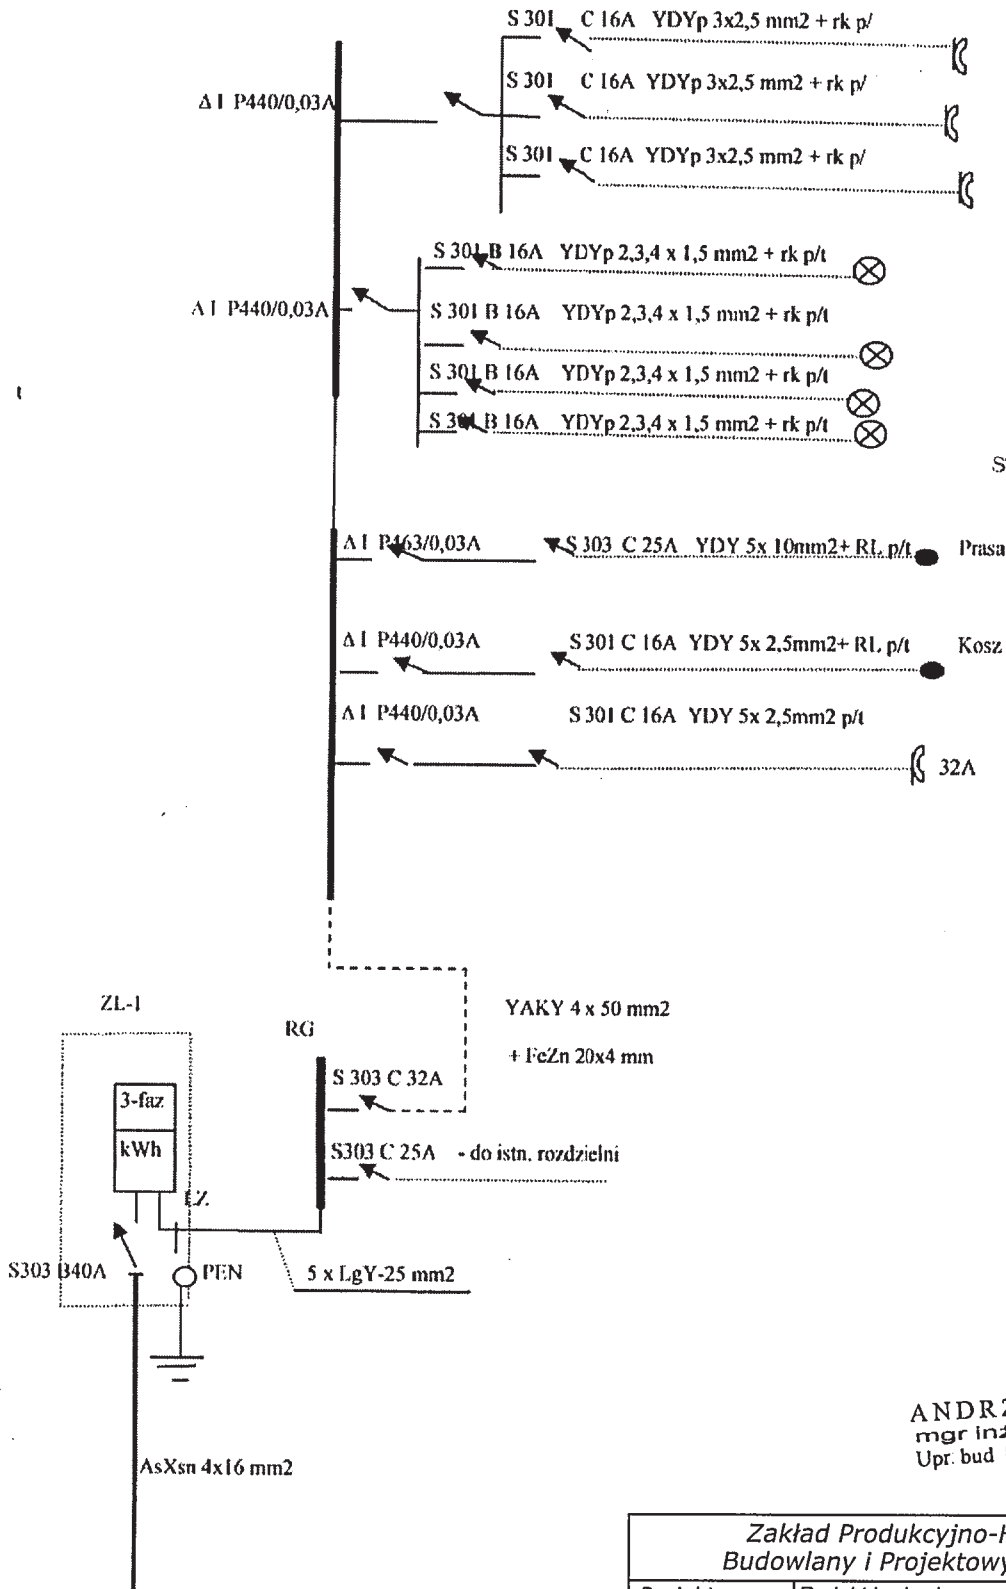 S 301 C 16A YDYp 3x2,5 mm2 + rk p/
Δ I P440/0,03A
S 301 C 16A YDYp 3x2,5 mm2 + rk p/
S 301 C 16A YDYp 3x2,5 mm2 + rk p/
S 301 B 16A YDYp 2,3,4 x 1,5 mm2 + rk p/t
Δ I P440/0,03A
S 301 B 16A YDYp 2,3,4 x 1,5 mm2 + rk p/t
S 301 B 16A YDYp 2,3,4 x 1,5 mm2 + rk p/t
S 301 B 16A YDYp 2,3,4 x 1,5 mm2 + rk p/t
Δ I P463/0,03A S 303 C 25A YDY 5x 10mm2+ RL p/t Prasa
Δ I P440/0,03A S 301 C 16A YDY 5x 2,5mm2+ RL p/t Kosz
Δ I P440/0,03A S 301 C 16A YDY 5x 2,5mm2 p/t
32A
ZL-1
YAKY 4 x 50 mm2
RG
+ FeZn 20x4 mm
S 303 C 32A
3-faz
kWh
S303 C 25A - do istn. rozdzielni
LZ
S303 B40A
PEN
5 x LgY-25 mm2
AsXsn 4x16 mm2
mgr inż
Upr. bud
Zakład Produkcyjno-H
Budowlany i Projektowy